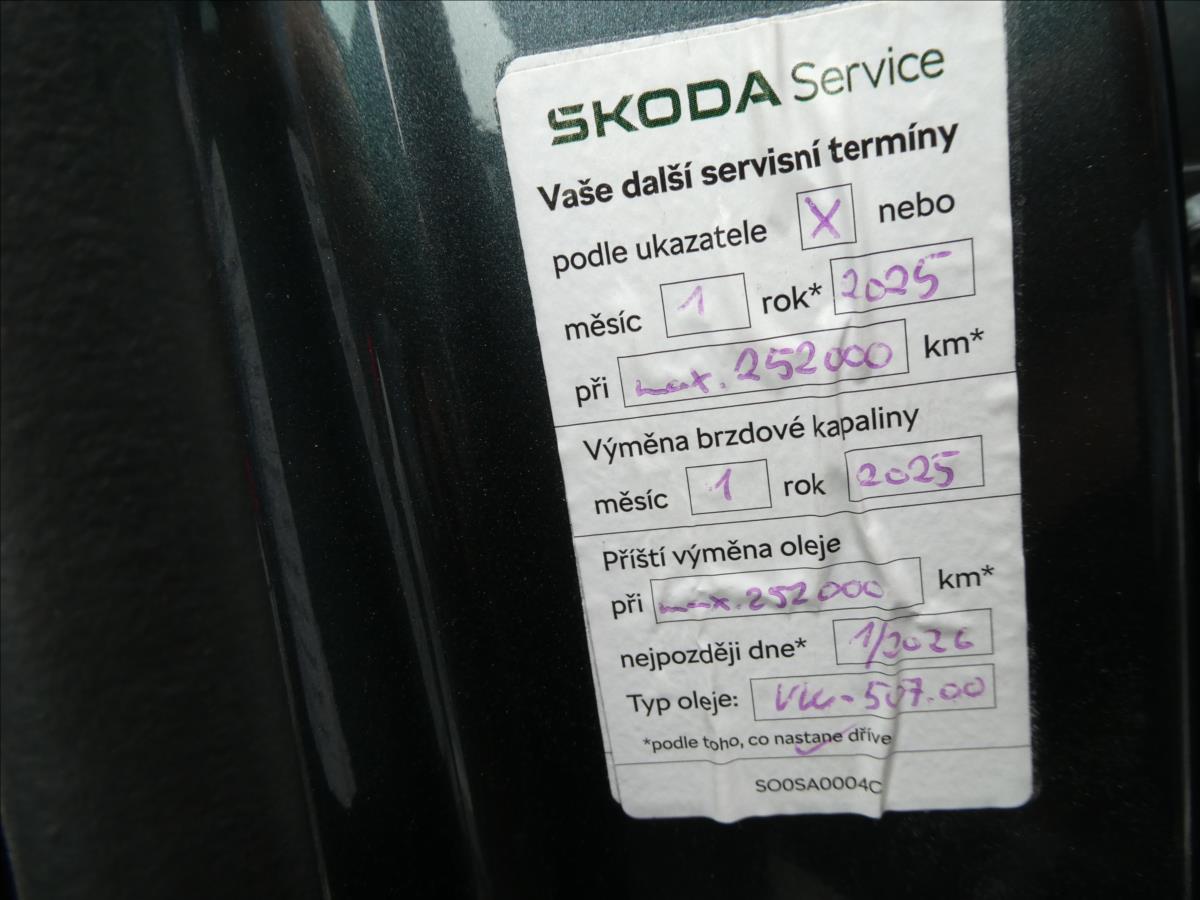 ŠKODA Service
Vaše další servisní termíny
podle ukazatele X nebo
měsíc 1 rok* 2025
při max. 252000 km*
Výměna brzdové kapaliny
měsíc 1 rok 2025
Příští výměna oleje
při max. 252000 km*
nejpozději dne* 1/2026
Typ oleje: VW-507.00
*podle toho, co nastane dříve
SO0SA0004C